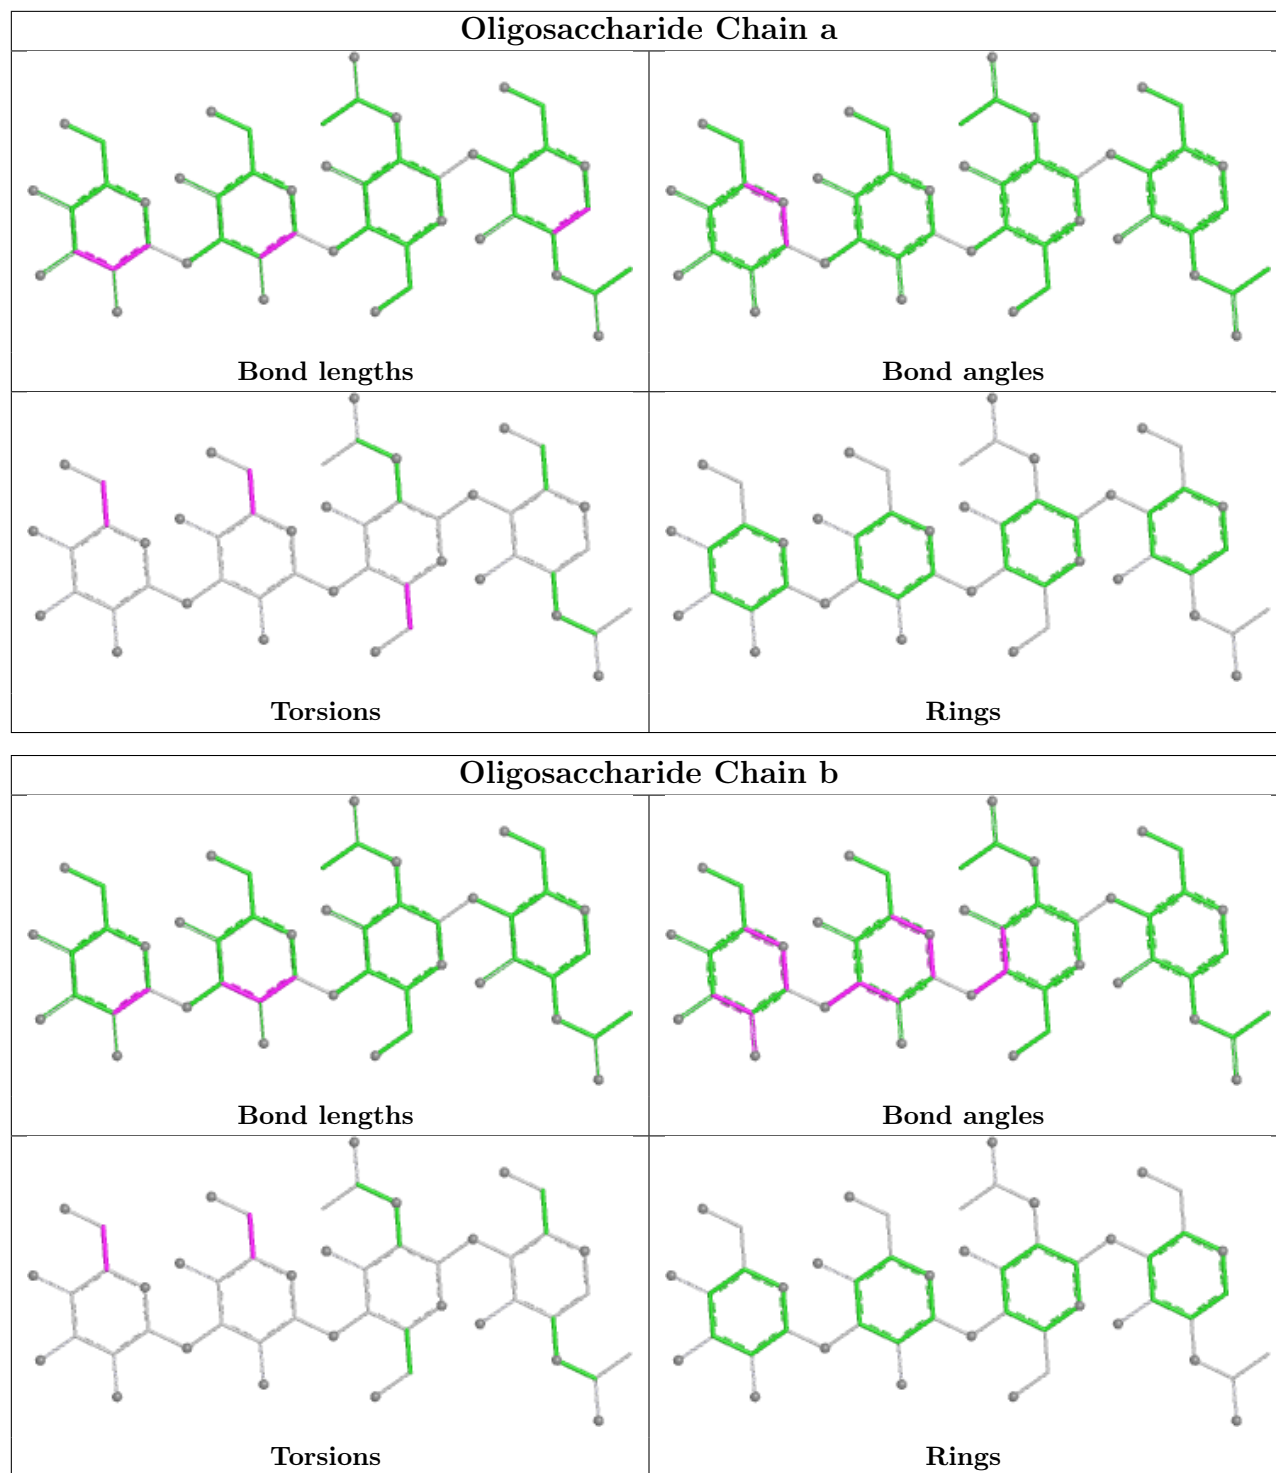 Oligosaccharide Chain a
Bond lengths
Bond angles
Torsions
Rings
Oligosaccharide Chain b
Bond lengths
Bond angles
Torsions
Rings